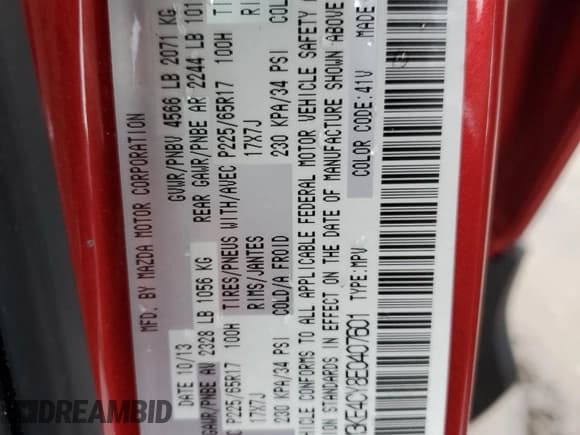 MFD. BY MAZDA MOTOR CORPORATION
DATE 10/13 GVWR/PNBV 4566 LB 2071 KG
GAWR/PNBE AV 2328 LB 1056 KG REAR GAWR/PNBE AR 2244 LB 101
P225/65R17 100H TIRES/PNEUS WITH/AVEC P225/65R17 100H
17X7J RIMS/JANTES 17X7J
230 KPA/34 PSI COLD/A FROID 230 KPA/34 PSI COL
CONFORMS TO ALL APPLICABLE FEDERAL MOTOR VEHICLE SAFETY
STANDARDS IN EFFECT ON THE DATE OF MANUFACTURE SHOWN ABOVE
TYPE:MPV COLOR CODE:41V MADE
DREAMBID